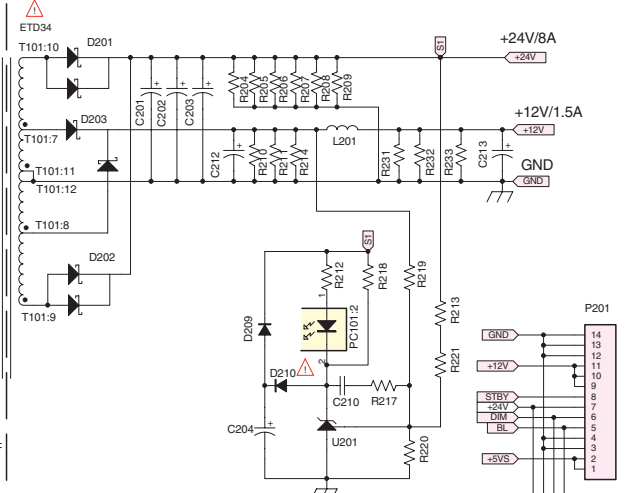 ETD34
T101:10
D201
S1
+24V/8A
+24V
C201
C202
C203
R204
R205
R206
R207
R208
R209
D203
T101:7
+12V/1.5A
+12V
L201
C212
R210
R211
R214
R231
R232
R233
C213
T101:11
T101:12
GND
GND
T101:8
D202
T101:9
S1
R212
R218
R219
R213
D209
1
PC101:2
2
R221
D210
C210
R217
C204
U201
R220
P201
GND
14
13
12
+12V
11
10
9
STBY
8
+24V
7
DIM
6
BL
5
4
3
+5VS
2
1